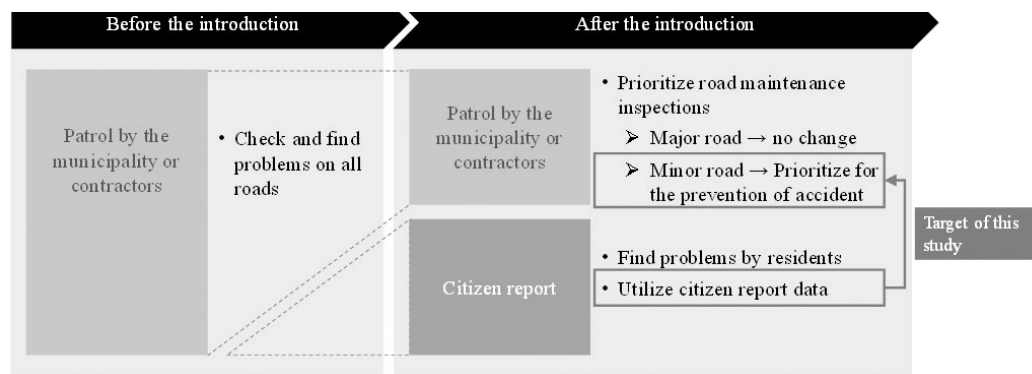 Before the introduction
After the introduction
Patrol by the
municipality or
contractors
• Check and find
problems on all
roads
Patrol by the
municipality or
contractors
• Prioritize road maintenance
inspections
➢ Major road → no change
➢ Minor road → Prioritize for
the prevention of accident
Target of this
study
Citizen report
• Find problems by residents
• Utilize citizen report data